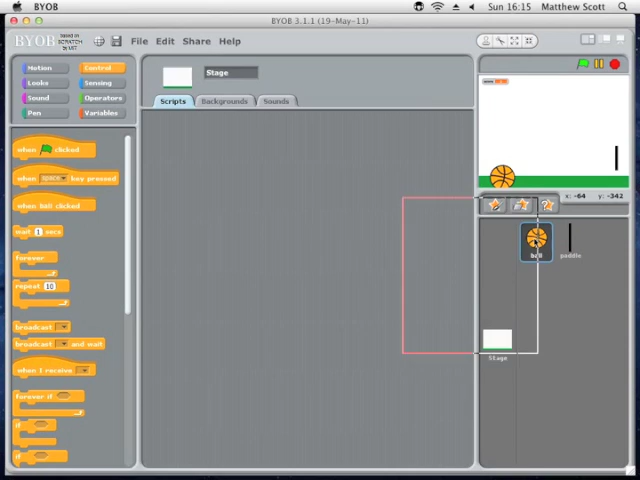 BYOB
Sun 16:15 Matthew Scott
BYOB 3.1.1 (19-May-11)
BYOB
File Edit Share Help
Motion Control
Looks Sensing
Sound Operators
Pen Variables
Stage
Scripts Backgrounds Sounds
when clicked
when space key pressed
when ball clicked
wait 1 secs
forever
repeat 10
broadcast
broadcast and wait
when I receive
forever if
if
if
x: -64 y: -342
ball
paddle
Stage